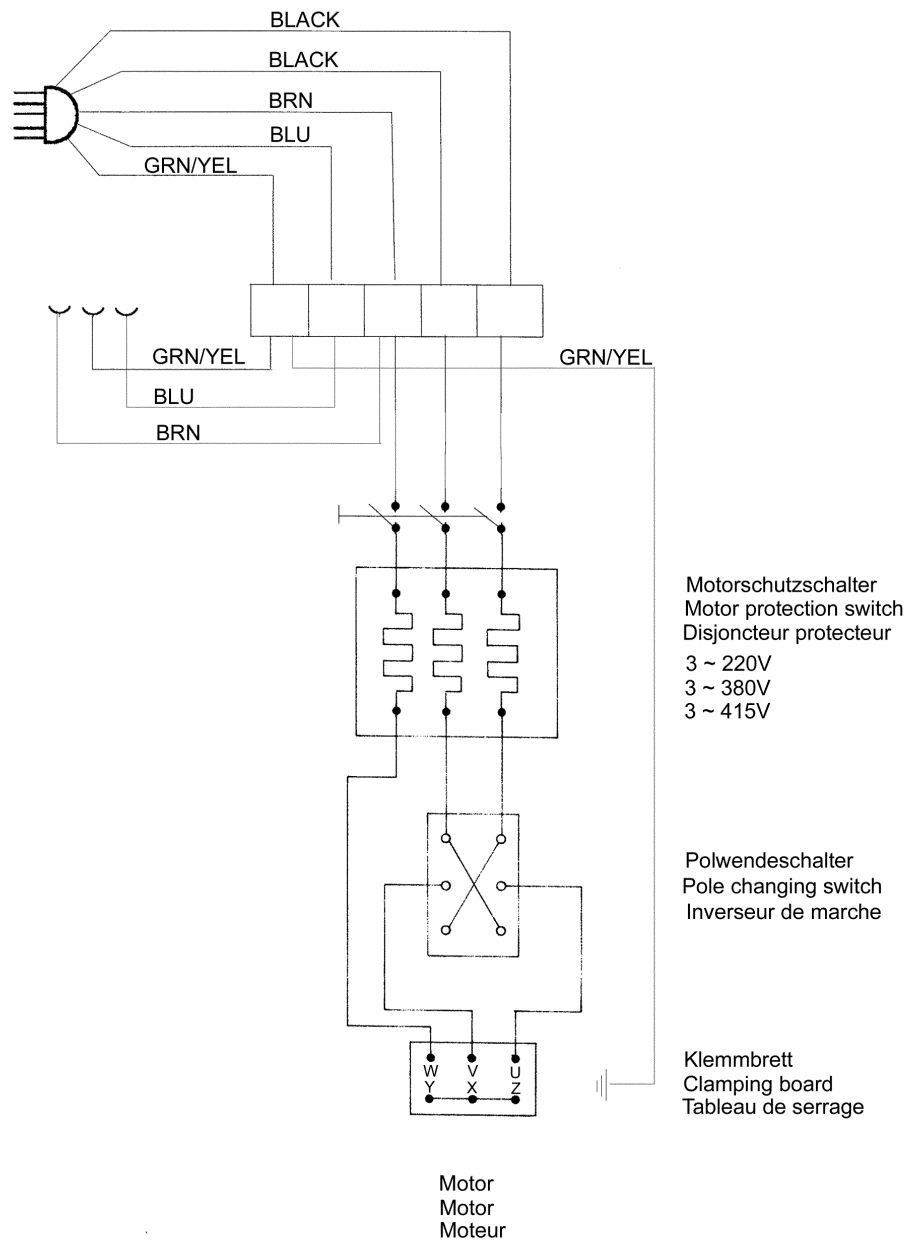 BLACK
BLACK
BRN
BLU
GRN/YEL
GRN/YEL
GRN/YEL
BLU
BRN
Motorschutzschalter
Motor protection switch
Disjoncteur protecteur
3 ~ 220V
3 ~ 380V
3 ~ 415V
Polwendeschalter
Pole changing switch
Inverseur de marche
W V U
Y X Z
Klemmbrett
Clamping board
Tableau de serrage
Motor
Motor
Moteur